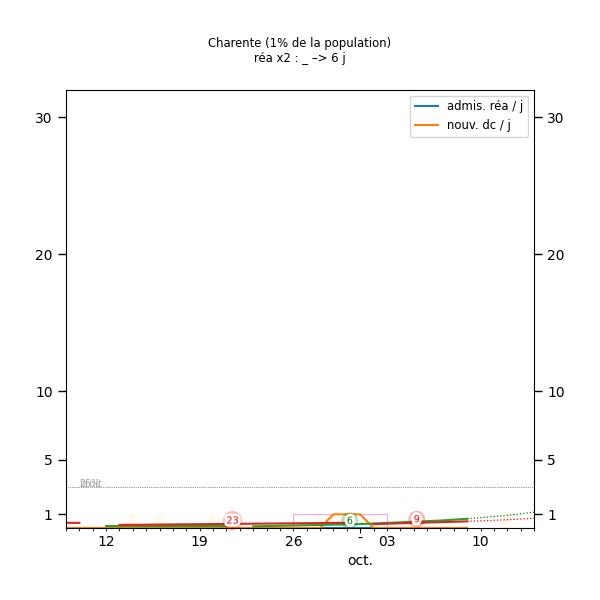 Charente (1% de la population)
réa x2 : _ –> 6 j
admis. réa / j
nouv. dc / j
30 30
20 20
10 10
5 5
1 1
23 6 9
12 19 26 - 03 10
oct.